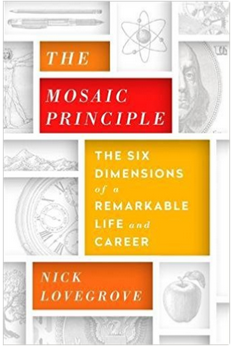 THE
MOSAIC
PRINCIPLE
THE SIX
DIMENSIONS
of a
REMARKABLE
LIFE and
CAREER
NICK
LOVEGROVE